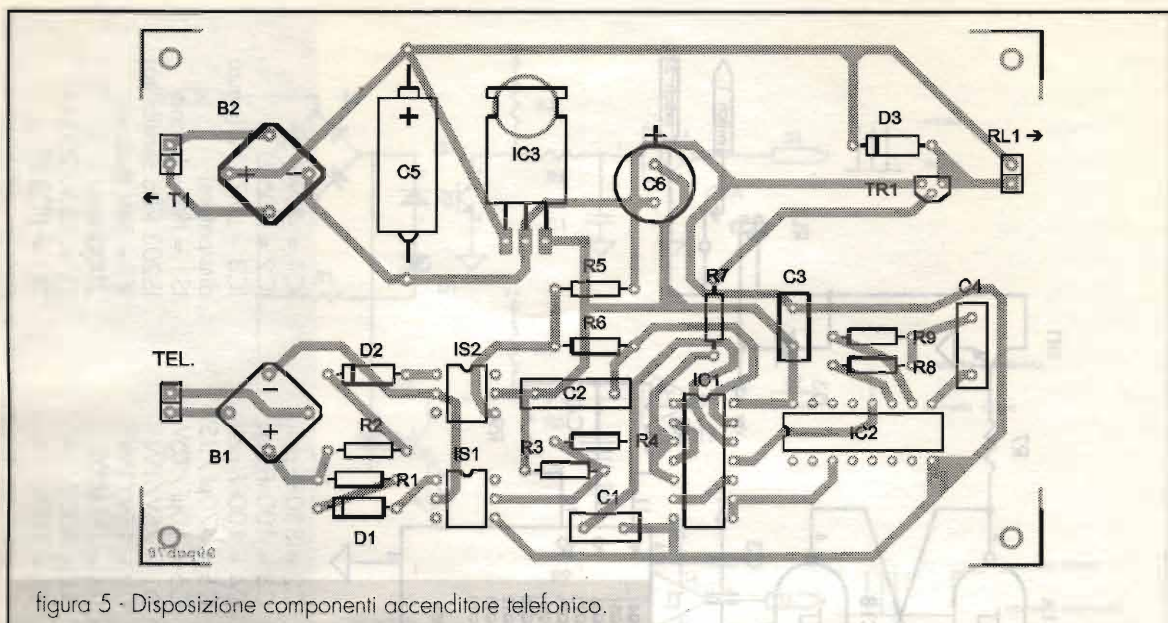 B2
+
-
← T1
+
C5
IC3
+
C6
D3
RL1 →
TR1
R5
R7
C3
C4
R6
R9
R8
TEL.
D2
IS2
-
+
B1
R2
C2
IC1
IC2
R3
R4
IS1
R1
C1
D1
figura 5 - Disposizione componenti accenditore telefonico.